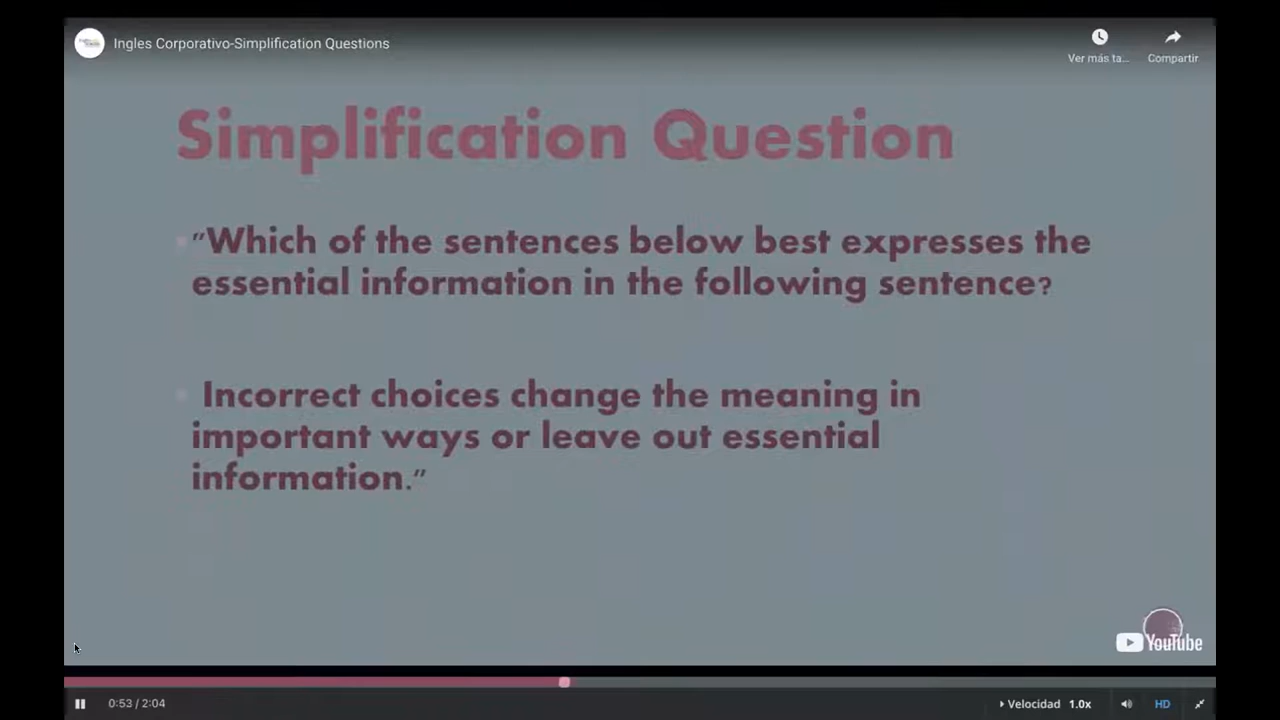 Ingles Corporativo-Simplification Questions
Ver más ta...
Compartir
Simplification Question
"Which of the sentences below best expresses the
essential information in the following sentence?
Incorrect choices change the meaning in
important ways or leave out essential
information."
YouTube
0:53 / 2:04
Velocidad 1.0x
HD